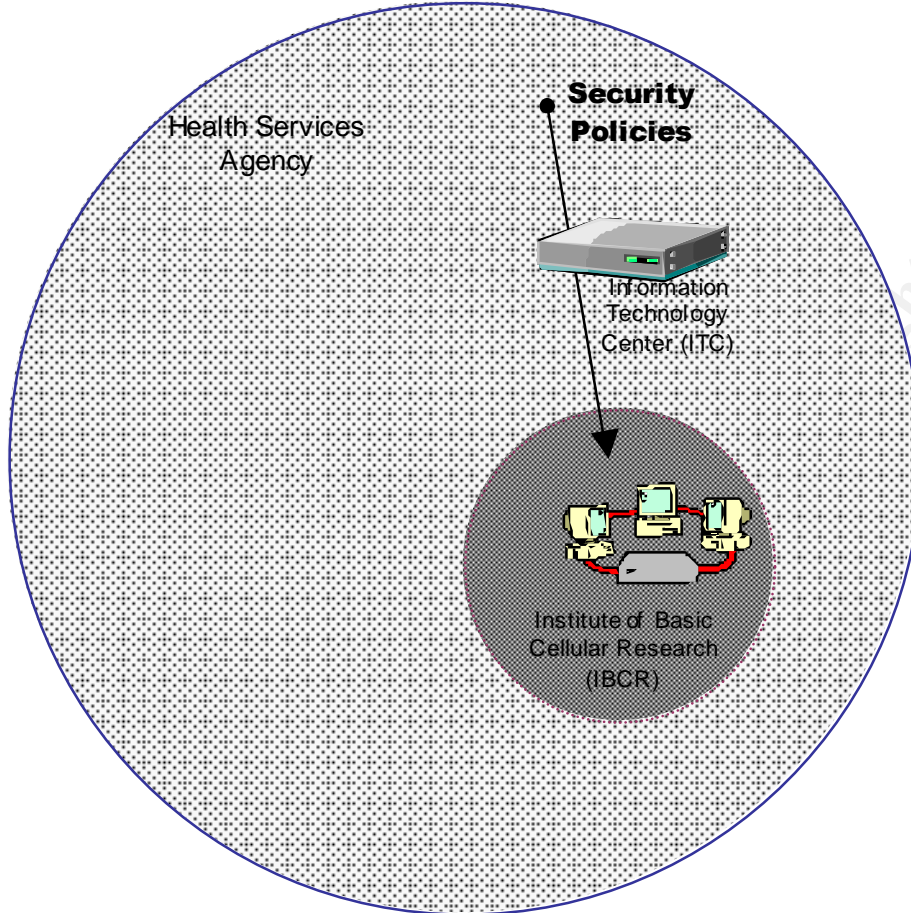 Security
Policies
Health Services
Agency
Information
Technology
Center (ITC)
Institute of Basic
Cellular Research
(IBCR)